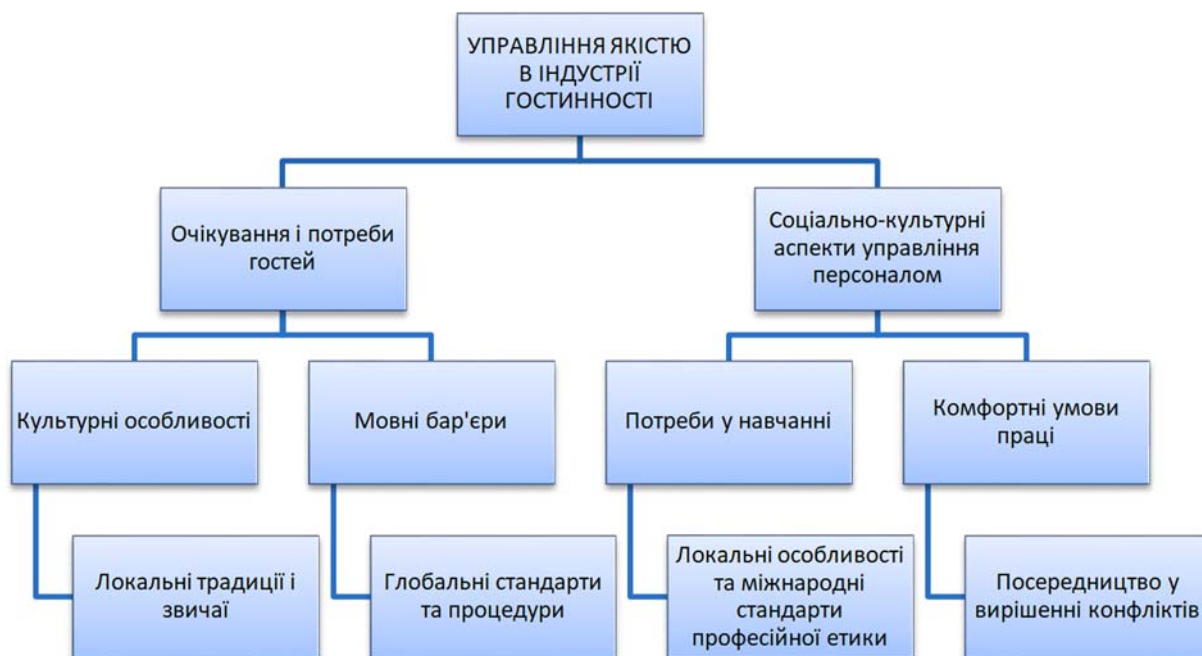 УПРАВЛІННЯ ЯКІСТЮ
В ІНДУСТРІЇ
ГОСТИННОСТІ
Очікування і потреби
гостей
Соціально-культурні
аспекти управління
персоналом
Культурні особливості
Мовні бар'єри
Потреби у навчанні
Комфортні умови
праці
Локальні традиції і
звичаї
Глобальні стандарти
та процедури
Локальні особливості
та міжнародні
стандарти
професійної етики
Посередництво у
вирішенні конфліктів